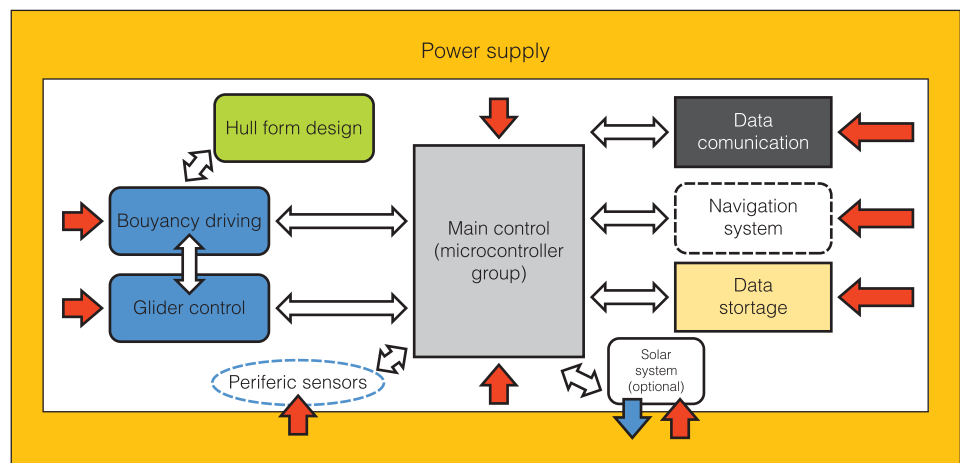 Power supply
Hull form design
Data
comunication
Bouyancy driving
Main control
(microcontroller
group)
Navigation
system
Glider control
Data
stortage
Periferic sensors
Solar
system
(optional)